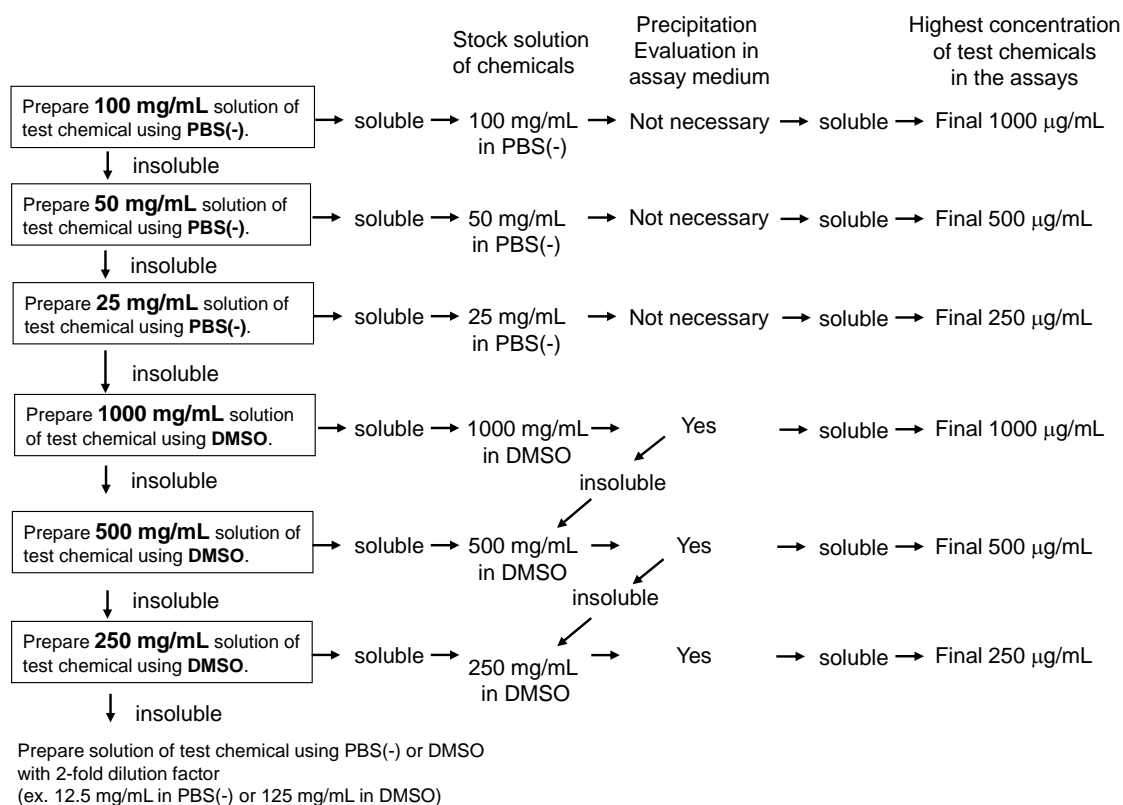 Stock solution
of chemicals
Precipitation
Evaluation in
assay medium
Highest concentration
of test chemicals
in the assays
Prepare 100 mg/mL solution of
test chemical using PBS(-).
soluble
100 mg/mL
in PBS(-)
Not necessary
soluble
Final 1000 μg/mL
insoluble
Prepare 50 mg/mL solution of
test chemical using PBS(-).
soluble
50 mg/mL
in PBS(-)
Not necessary
soluble
Final 500 μg/mL
insoluble
Prepare 25 mg/mL solution of
test chemical using PBS(-).
soluble
25 mg/mL
in PBS(-)
Not necessary
soluble
Final 250 μg/mL
insoluble
Prepare 1000 mg/mL solution
of test chemical using DMSO.
soluble
1000 mg/mL
in DMSO
Yes
soluble
Final 1000 μg/mL
insoluble
insoluble
Prepare 500 mg/mL solution of
test chemical using DMSO.
soluble
500 mg/mL
in DMSO
Yes
soluble
Final 500 μg/mL
insoluble
insoluble
Prepare 250 mg/mL solution of
test chemical using DMSO.
soluble
250 mg/mL
in DMSO
Yes
soluble
Final 250 μg/mL
insoluble
Prepare solution of test chemical using PBS(-) or DMSO
with 2-fold dilution factor
(ex. 12.5 mg/mL in PBS(-) or 125 mg/mL in DMSO)